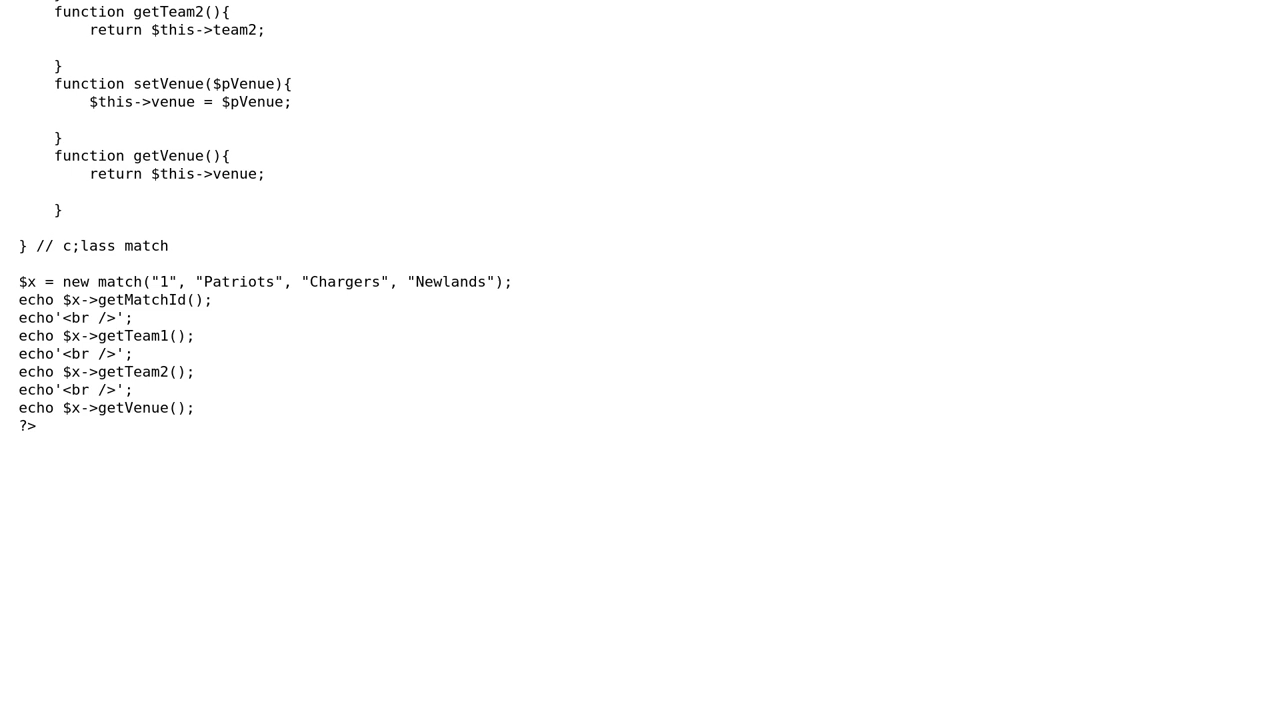 function getTeam2(){
        return $this->team2;

    }
    function setVenue($pVenue){
        $this->venue = $pVenue;

    }
    function getVenue(){
        return $this->venue;

    }

} // c;lass match

$x = new match("1", "Patriots", "Chargers", "Newlands");
echo $x->getMatchId();
echo'<br />';
echo $x->getTeam1();
echo'<br />';
echo $x->getTeam2();
echo'<br />';
echo $x->getVenue();
?>